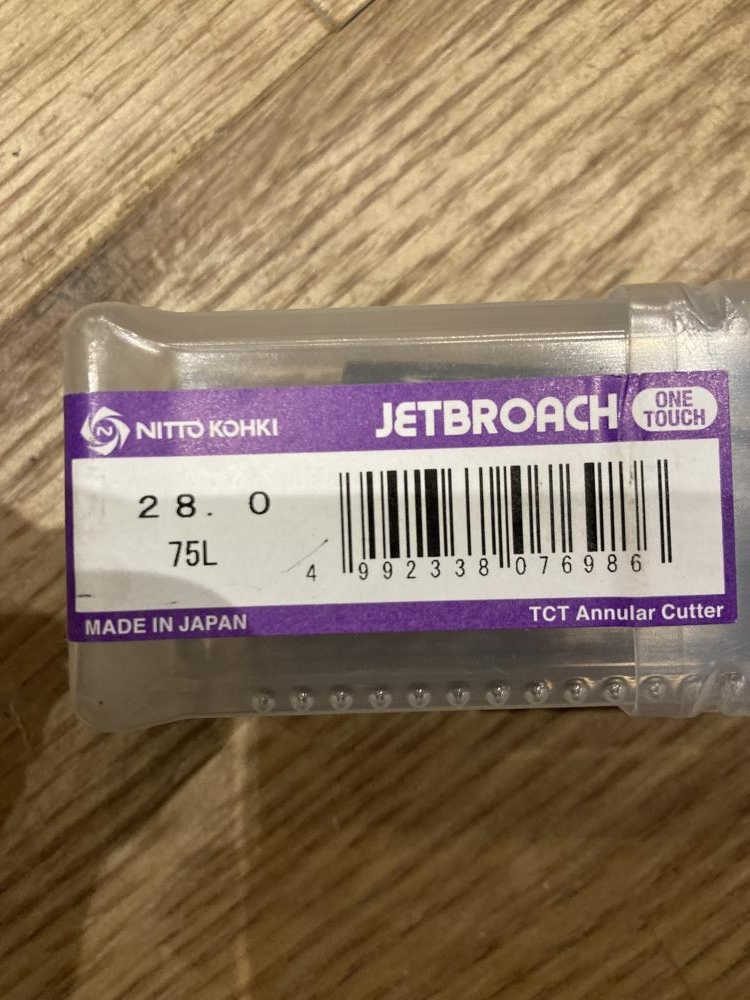 NITTO KOHKI
JETBROACH
ONE
TOUCH
28.0
75L
4 992338 076986
MADE IN JAPAN
TCT Annular Cutter